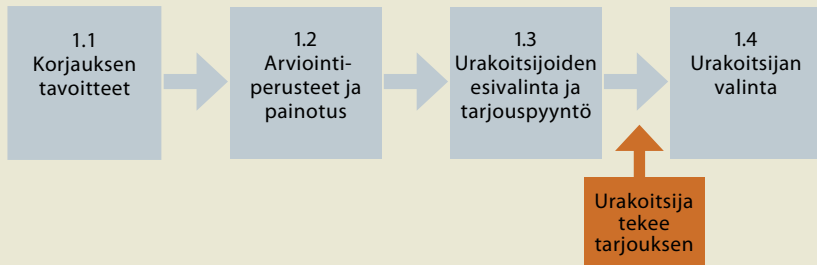 1.1
Korjauksen
tavoitteet
1.2
Arviointi-
perusteet ja
painotus
1.3
Urakoitsijoiden
esivalinta ja
tarjouspyyntö
1.4
Urakoitsijan
valinta
Urakoitsija
tekee
tarjouksen